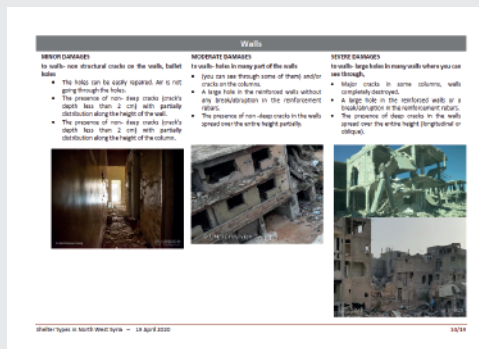 Walls
MINOR DAMAGES
to walls- non structural cracks on the walls, bullet
holes
• The holes can be easily repaired. Air is not
going through the holes.
• The presence of non- deep cracks (crack's
depth less than 2 cm) with partially
distribution along the height of the wall.
• The presence of non- deep cracks (crack's
depth less than 2 cm) with partially
distribution along the height of the column.
MODERATE DAMAGES
to walls- holes in many part of the walls
• (you can see through some of them) and/or
cracks on the columns.
• A large hole in the reinforced walls without
any break/abruption in the reinforcement
rebars.
• The presence of non -deep cracks in the walls
spread over the entire height partially.
SEVERE DAMAGES
to walls- large holes in many walls where you can
see through,
• Major cracks in some columns, walls
completely destroyed.
• A large hole in the reinforced walls or a
break/abruption in the reinforcement rebars.
• The presence of deep cracks in the walls
spread over the entire height (longitudinal or
oblique).
Shelter Types in North West Syria — 18 April 2020
14/19